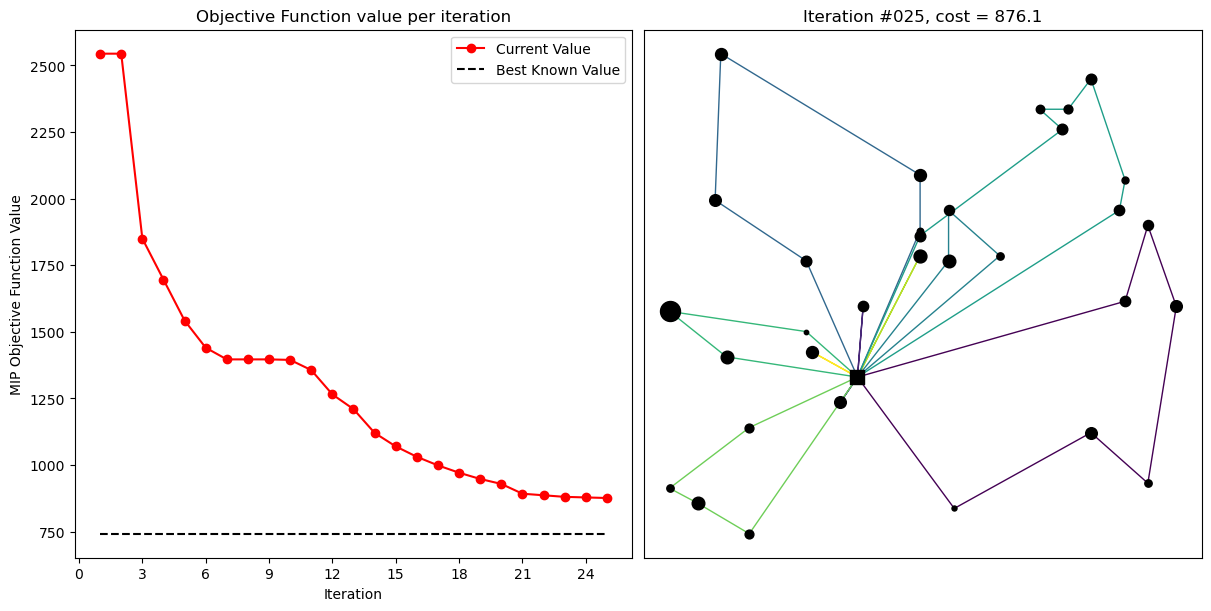 Objective Function value per iteration
Current Value
Best Known Value
2500
2250
2000
1750
1500
1250
1000
750
MIP Objective Function Value
0 3 6 9 12 15 18 21 24
Iteration
Iteration #025, cost = 876.1